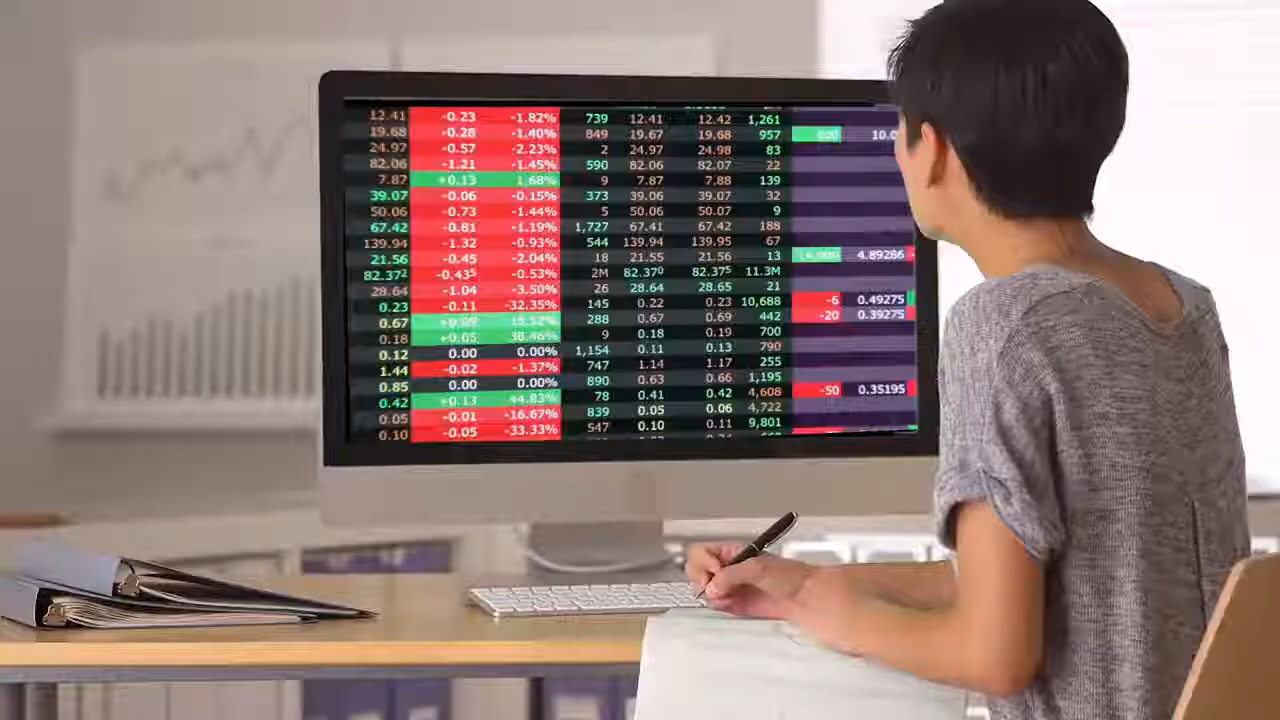 12.41 -0.23 -1.82% 739 12.41 12.42 1,261
19.68 -0.28 -1.40% 849 19.67 19.68 957
24.97 -0.57 -2.23% 2 24.97 24.98 83
82.06 -1.21 -1.45% 590 82.06 82.07 22
7.87 +0.13 1.68% 9 7.87 7.88 139
39.07 -0.06 -0.15% 373 39.06 39.07 32
50.06 -0.73 -1.44% 5 50.06 50.07 9
67.42 -0.81 -1.19% 1,727 67.41 67.42 188
139.94 -1.32 -0.93% 544 139.94 139.95 67
21.56 -0.45 -2.04% 18 21.55 21.56 13 4.89286
82.37² -0.43⁵ -0.53% 2M 82.37⁰ 82.37⁵ 11.3M
28.64 -1.04 -3.50% 26 28.64 28.65 21
0.23 -0.11 -32.35% 145 0.22 0.23 10,688 -6 0.49275
0.67 288 0.67 0.69 442 -20 0.39275
0.18 +0.05 38.46% 9 0.18 0.19 700
0.12 0.00 0.00% 1,154 0.11 0.13 790
1.44 -0.02 -1.37% 747 1.14 1.17 255
0.85 0.00 0.00% 890 0.63 0.66 1,195
0.42 +0.13 44.83% 78 0.41 0.42 4,608 -50 0.35195
0.05 -0.01 -16.67% 839 0.05 0.06 4,722
0.10 -0.05 -33.33% 547 0.10 0.11 9,801